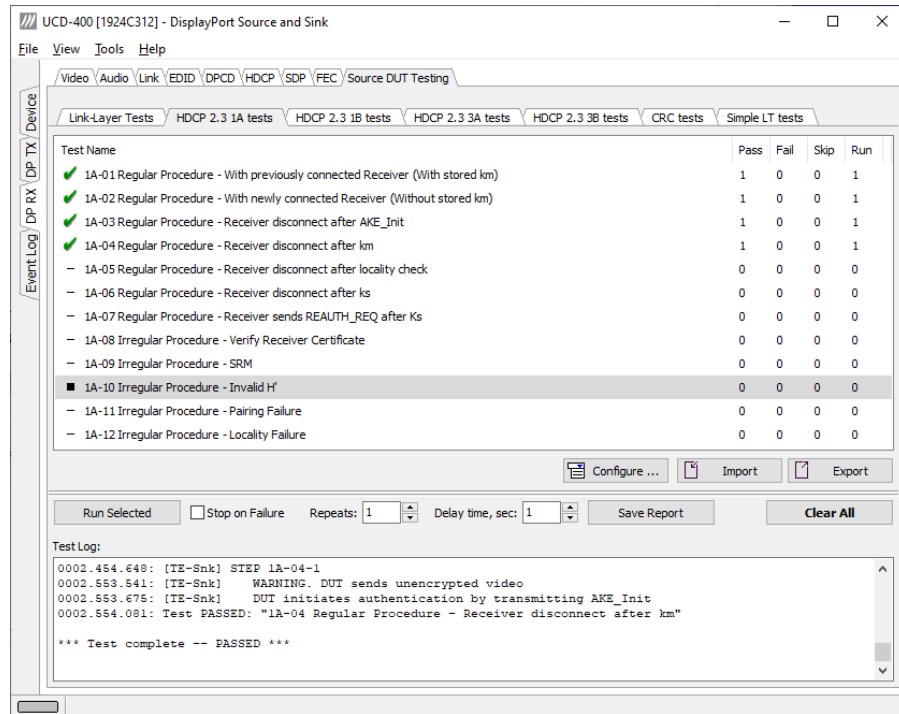 UCD-400 [1924C312] - DisplayPort Source and Sink
File View Tools Help
Video Audio Link EDID DPCD HDCP SDP FEC Source DUT Testing
Device
DP TX
DP RX
Event Log
Link-Layer Tests HDCP 2.3 1A tests HDCP 2.3 1B tests HDCP 2.3 3A tests HDCP 2.3 3B tests CRC tests Simple LT tests
Test Name Pass Fail Skip Run
1A-01 Regular Procedure - With previously connected Receiver (With stored km) 1 0 0 1
1A-02 Regular Procedure - With newly connected Receiver (Without stored km) 1 0 0 1
1A-03 Regular Procedure - Receiver disconnect after AKE_Init 1 0 0 1
1A-04 Regular Procedure - Receiver disconnect after km 1 0 0 1
1A-05 Regular Procedure - Receiver disconnect after locality check 0 0 0 0
1A-06 Regular Procedure - Receiver disconnect after ks 0 0 0 0
1A-07 Regular Procedure - Receiver sends REAUTH_REQ after Ks 0 0 0 0
1A-08 Irregular Procedure - Verify Receiver Certificate 0 0 0 0
1A-09 Irregular Procedure - SRM 0 0 0 0
1A-10 Irregular Procedure - Invalid H' 0 0 0 0
1A-11 Irregular Procedure - Pairing Failure 0 0 0 0
1A-12 Irregular Procedure - Locality Failure 0 0 0 0
Configure ... Import Export
Run Selected Stop on Failure Repeats: 1 Delay time, sec: 1 Save Report Clear All
Test Log:
0002.454.648: [TE-Snk] STEP 1A-04-1
0002.553.541: [TE-Snk] WARNING. DUT sends unencrypted video
0002.553.675: [TE-Snk] DUT initiates authentication by transmitting AKE_Init
0002.554.081: Test PASSED: "1A-04 Regular Procedure - Receiver disconnect after km"
*** Test complete -- PASSED ***